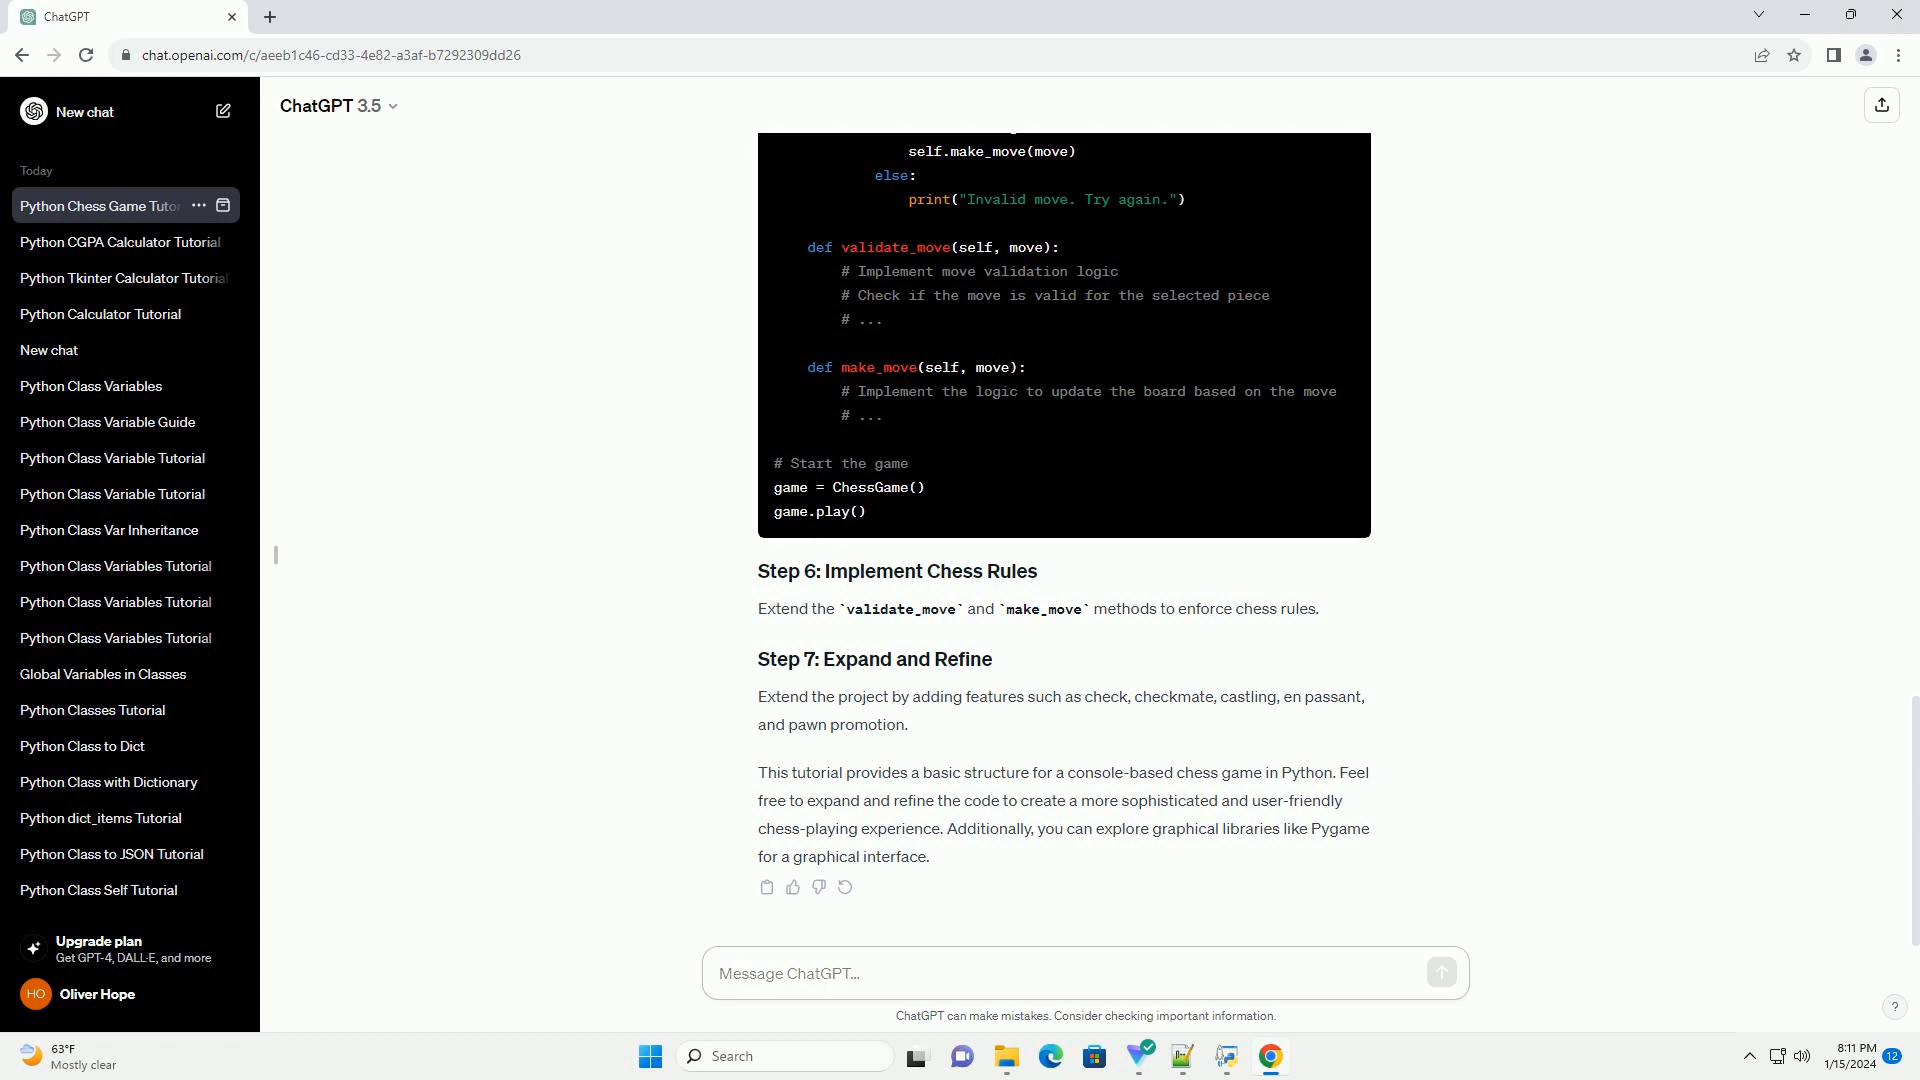 ChatGPT
chat.openai.com/c/aeeb1c46-cd33-4e82-a3af-b7292309dd26
New chat
Today
Python Chess Game Tutor
Python CGPA Calculator Tutorial
Python Tkinter Calculator Tutorial
Python Calculator Tutorial
New chat
Python Class Variables
Python Class Variable Guide
Python Class Variable Tutorial
Python Class Variable Tutorial
Python Class Var Inheritance
Python Class Variables Tutorial
Python Class Variables Tutorial
Python Class Variables Tutorial
Global Variables in Classes
Python Classes Tutorial
Python Class to Dict
Python Class with Dictionary
Python dict_items Tutorial
Python Class to JSON Tutorial
Python Class Self Tutorial
Upgrade plan
Get GPT-4, DALL·E, and more
HO Oliver Hope
ChatGPT 3.5
self.make_move(move)
else:
print("Invalid move. Try again.")
def validate_move(self, move):
# Implement move validation logic
# Check if the move is valid for the selected piece
# ...
def make_move(self, move):
# Implement the logic to update the board based on the move
# ...
# Start the game
game = ChessGame()
game.play()
Step 6: Implement Chess Rules
Extend the `validate_move` and `make_move` methods to enforce chess rules.
Step 7: Expand and Refine
Extend the project by adding features such as check, checkmate, castling, en passant,
and pawn promotion.
This tutorial provides a basic structure for a console-based chess game in Python. Feel
free to expand and refine the code to create a more sophisticated and user-friendly
chess-playing experience. Additionally, you can explore graphical libraries like Pygame
for a graphical interface.
Message ChatGPT...
ChatGPT can make mistakes. Consider checking important information.
?
63°F
Mostly clear
Search
8:11 PM
1/15/2024
12